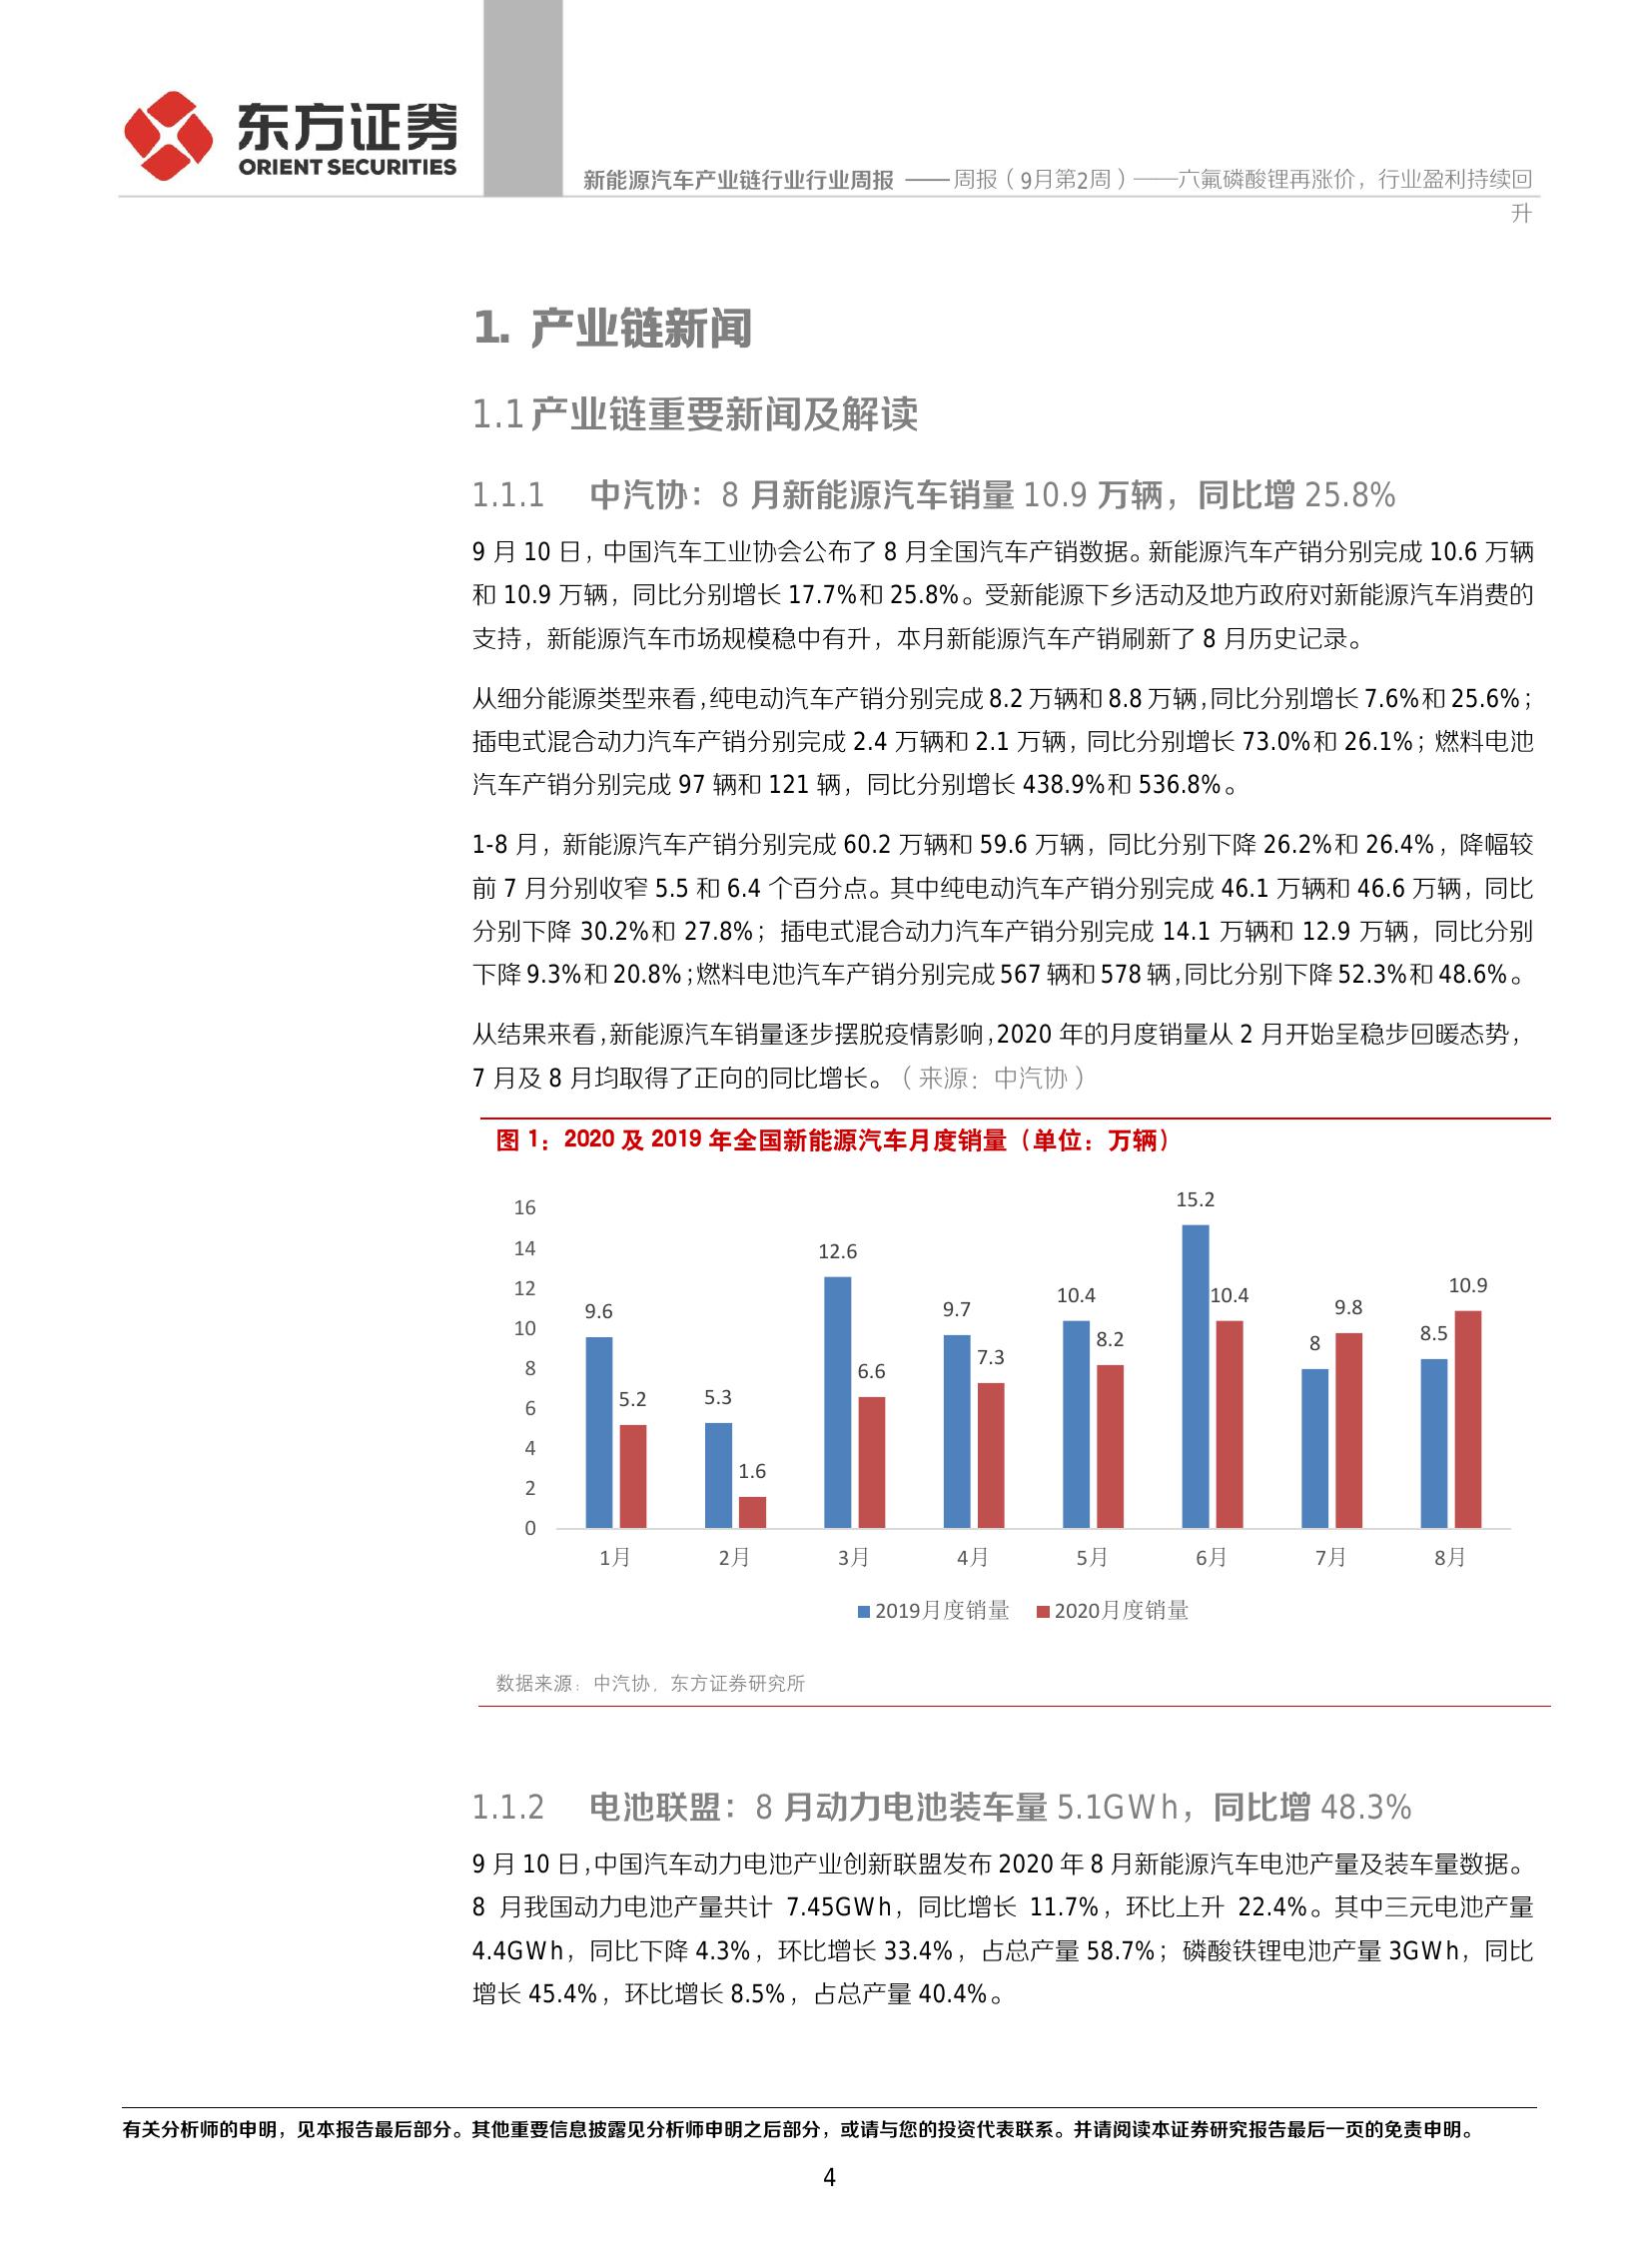 东方证券
ORIENT SECURITIES
新能源汽车产业链行业行业周报 —— 周报（9月第2周）——六氟磷酸锂再涨价，行业盈利持续回
升
1. 产业链新闻
1.1产业链重要新闻及解读
1.1.1 中汽协：8 月新能源汽车销量 10.9 万辆，同比增 25.8%
9 月 10 日，中国汽车工业协会公布了 8 月全国汽车产销数据。新能源汽车产销分别完成 10.6 万辆
和 10.9 万辆，同比分别增长 17.7%和 25.8%。受新能源下乡活动及地方政府对新能源汽车消费的
支持，新能源汽车市场规模稳中有升，本月新能源汽车产销刷新了 8 月历史记录。
从细分能源类型来看，纯电动汽车产销分别完成 8.2 万辆和 8.8 万辆，同比分别增长 7.6%和 25.6%；
插电式混合动力汽车产销分别完成 2.4 万辆和 2.1 万辆，同比分别增长 73.0%和 26.1%；燃料电池
汽车产销分别完成 97 辆和 121 辆，同比分别增长 438.9%和 536.8%。
1-8 月，新能源汽车产销分别完成 60.2 万辆和 59.6 万辆，同比分别下降 26.2%和 26.4%，降幅较
前 7 月分别收窄 5.5 和 6.4 个百分点。其中纯电动汽车产销分别完成 46.1 万辆和 46.6 万辆，同比
分别下降 30.2%和 27.8%；插电式混合动力汽车产销分别完成 14.1 万辆和 12.9 万辆，同比分别
下降 9.3%和 20.8%；燃料电池汽车产销分别完成 567 辆和 578 辆，同比分别下降 52.3%和 48.6%。
从结果来看，新能源汽车销量逐步摆脱疫情影响，2020 年的月度销量从 2 月开始呈稳步回暖态势，
7 月及 8 月均取得了正向的同比增长。（来源：中汽协）
图 1：2020 及 2019 年全国新能源汽车月度销量（单位：万辆）
16
14
12
10
8
6
4
2
0
9.6
5.2
5.3
1.6
12.6
6.6
9.7
7.3
10.4
8.2
15.2
10.4
8
9.8
8.5
10.9
1月 2月 3月 4月 5月 6月 7月 8月
2019月度销量 2020月度销量
数据来源：中汽协，东方证券研究所
1.1.2 电池联盟：8 月动力电池装车量 5.1GWh，同比增 48.3%
9 月 10 日，中国汽车动力电池产业创新联盟发布 2020 年 8 月新能源汽车电池产量及装车量数据。
8 月我国动力电池产量共计 7.45GWh，同比增长 11.7%，环比上升 22.4%。其中三元电池产量
4.4GWh，同比下降 4.3%，环比增长 33.4%，占总产量 58.7%；磷酸铁锂电池产量 3GWh，同比
增长 45.4%，环比增长 8.5%，占总产量 40.4%。
有关分析师的申明，见本报告最后部分。其他重要信息披露见分析师申明之后部分，或请与您的投资代表联系。并请阅读本证券研究报告最后一页的免责申明。
4